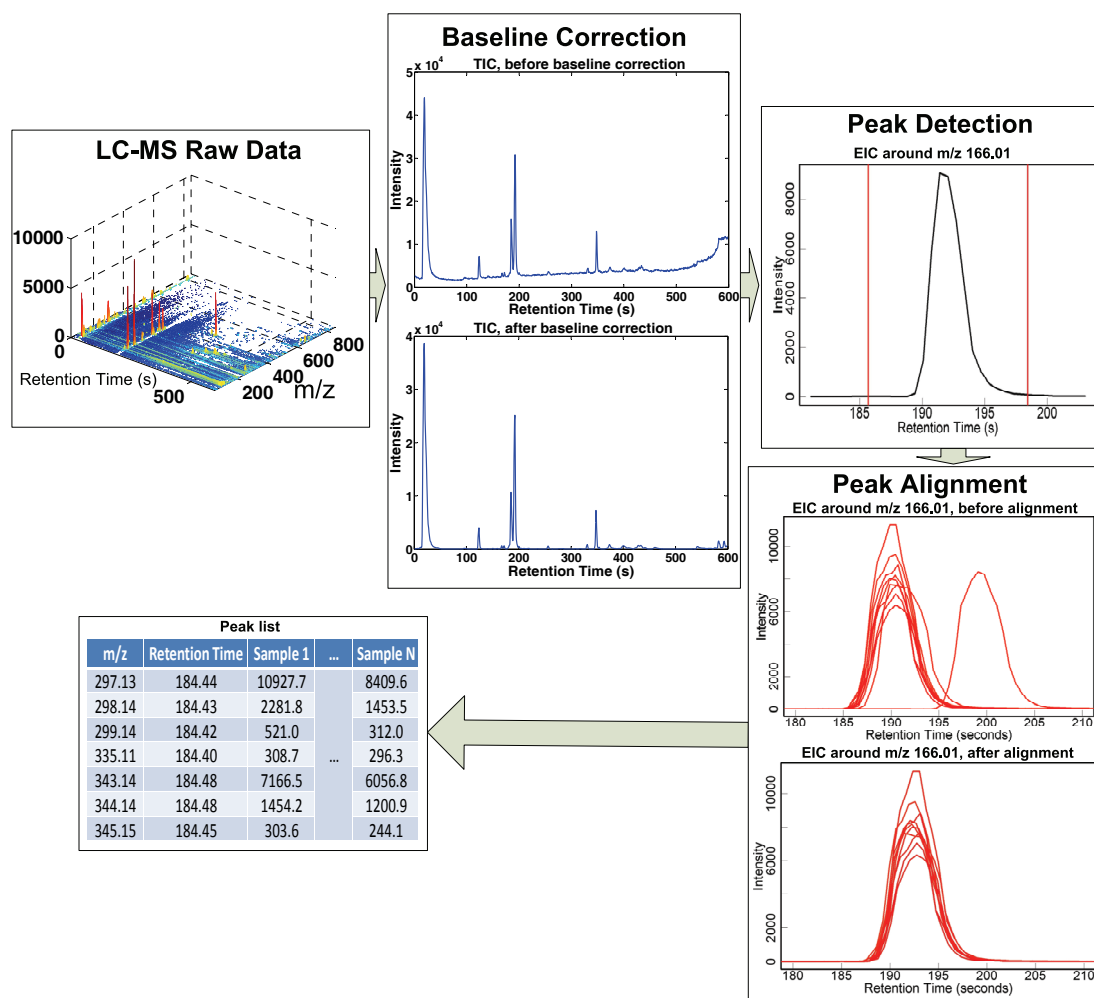 LC-MS Raw Data
10000
5000
0
0
500
Retention Time (s)
200
400
600
800
m/z
Baseline Correction
TIC, before baseline correction
x 10^4
5
4
3
2
1
0
Intensity
0 100 200 300 400 500 600
Retention Time (s)
TIC, after baseline correction
x 10^4
4
3
2
1
0
Intensity
0 100 200 300 400 500 600
Retention Time (s)
Peak Detection
EIC around m/z 166.01
8000
6000
4000
2000
0
Intensity
185 190 195 200
Retention Time (s)
Peak Alignment
EIC around m/z 166.01, before alignment
10000
6000
2000
0
Intensity
180 185 190 195 200 205 210
Retention Time (seconds)
EIC around m/z 166.01, after alignment
10000
6000
2000
0
Intensity
180 185 190 195 200 205 210
Retention Time (seconds)
Peak list
m/z Retention Time Sample 1 ... Sample N
297.13 184.44 10927.7 8409.6
298.14 184.43 2281.8 1453.5
299.14 184.42 521.0 312.0
335.11 184.40 308.7 ... 296.3
343.14 184.48 7166.5 6056.8
344.14 184.48 1454.2 1200.9
345.15 184.45 303.6 244.1